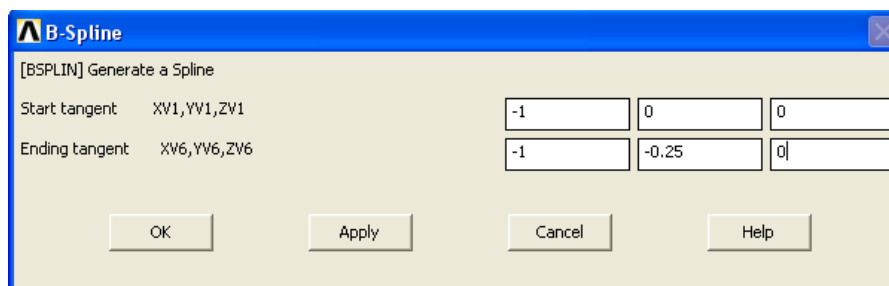 B-Spline
[BSPLIN] Generate a Spline
Start tangent XV1,YV1,ZV1 -1 0 0
Ending tangent XV6,YV6,ZV6 -1 -0.25 0
OK Apply Cancel Help